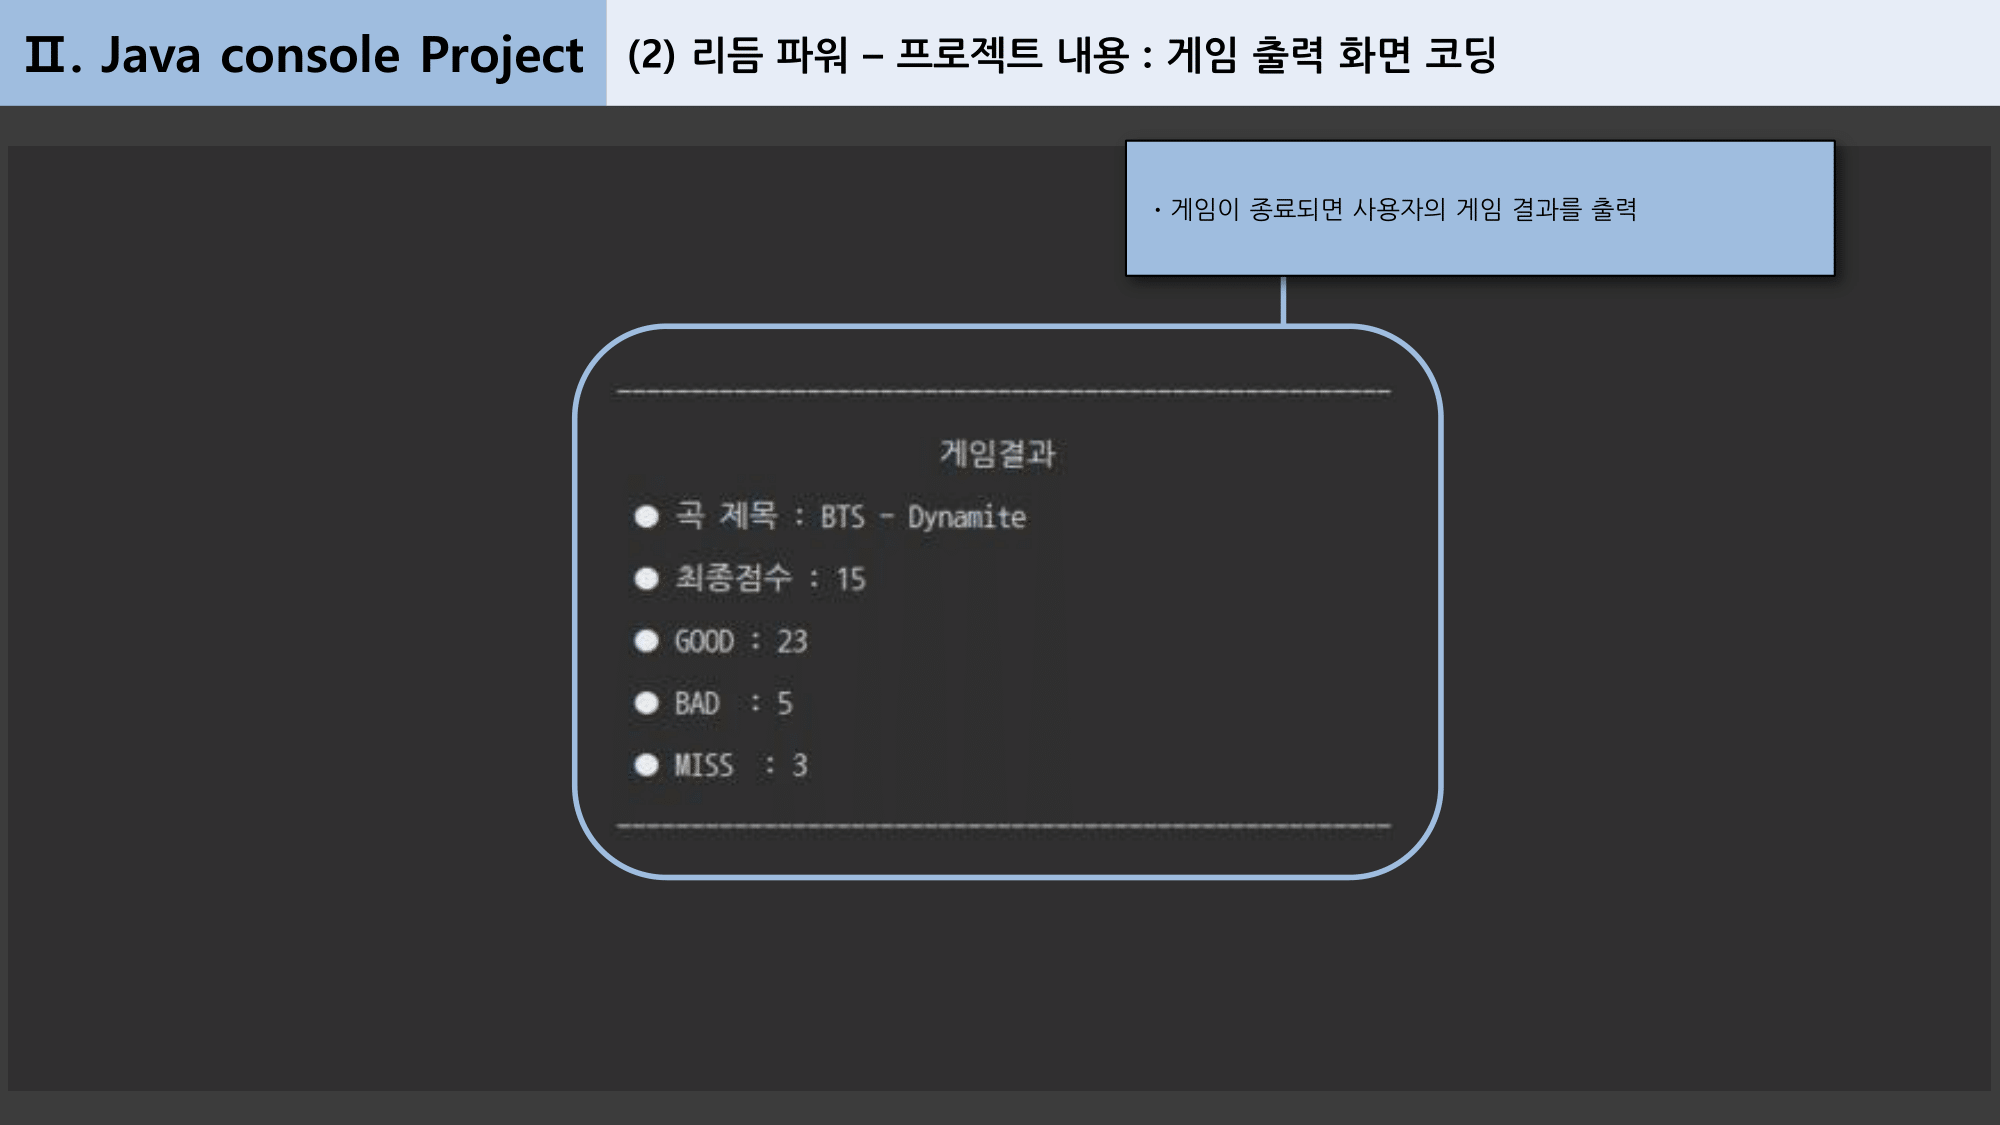 Ⅱ. Java console Project
(2) 리듬 파워 – 프로젝트 내용 : 게임 출력 화면 코딩
· 게임이 종료되면 사용자의 게임 결과를 출력
-----------------------------------------------------
게임결과
● 곡 제목 : BTS - Dynamite
● 최종점수 : 15
● GOOD : 23
● BAD  : 5
● MISS  : 3
-----------------------------------------------------